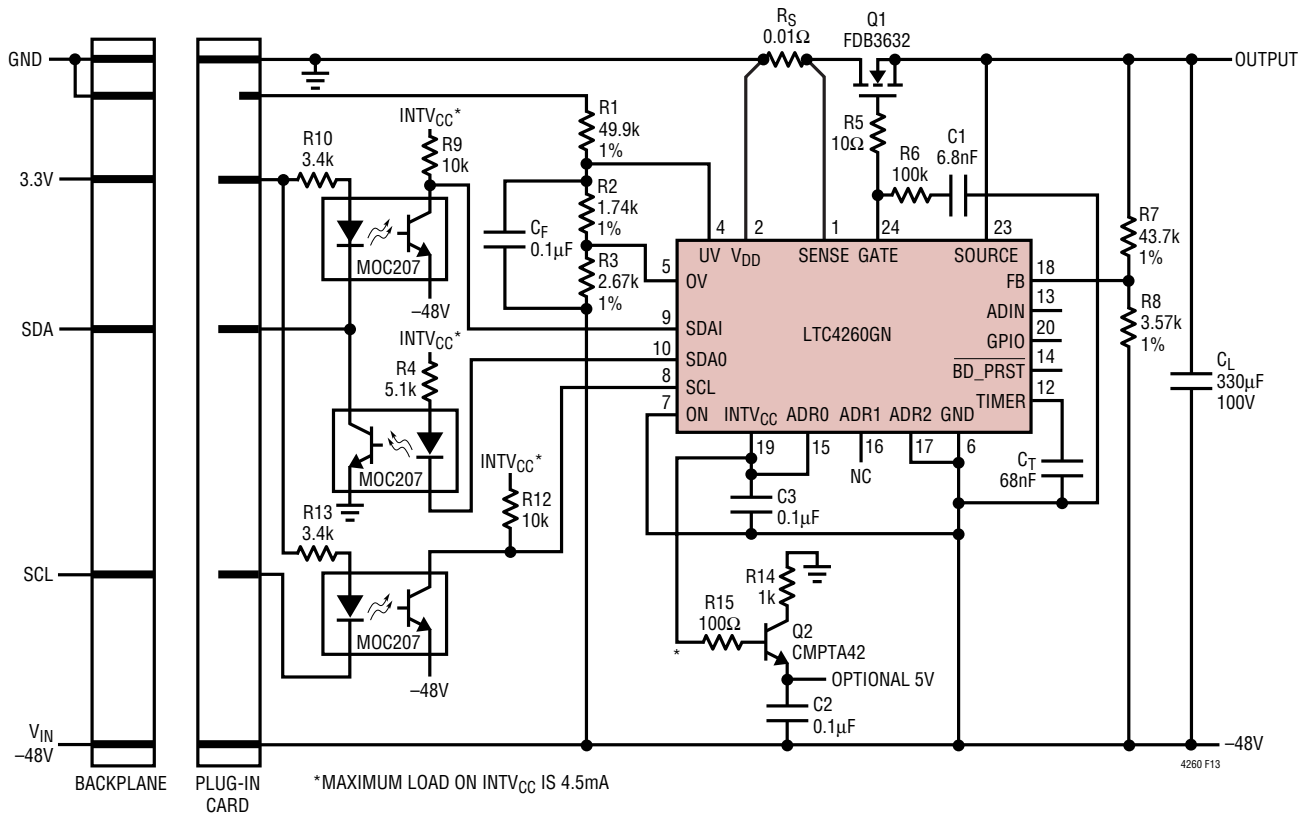 GND
3.3V
SDA
SCL
VIN
–48V
BACKPLANE
PLUG-IN
CARD
R10
3.4k
INTVCC*
R9
10k
MOC207
–48V
INTVCC*
R4
5.1k
MOC207
R13
3.4k
INTVCC*
R12
10k
MOC207
–48V
*MAXIMUM LOAD ON INTVCC IS 4.5mA
CF
0.1µF
R1
49.9k
1%
R2
1.74k
1%
R3
2.67k
1%
RS
0.01Ω
Q1
FDB3632
R5
10Ω
R6
100k
C1
6.8nF
OUTPUT
4
2
1
24
23
UV
VDD
SENSE
GATE
SOURCE
5
OV
9
SDAI
10
SDA0
8
SCL
7
ON
LTC4260GN
18
FB
13
ADIN
20
GPIO
14
BD_PRST
12
TIMER
INTVCC
ADR0
ADR1
ADR2
GND
19
15
16
17
6
NC
R7
43.7k
1%
R8
3.57k
1%
CL
330µF
100V
CT
68nF
C3
0.1µF
R14
1k
R15
100Ω
*
Q2
CMPTA42
OPTIONAL 5V
C2
0.1µF
–48V
4260 F13